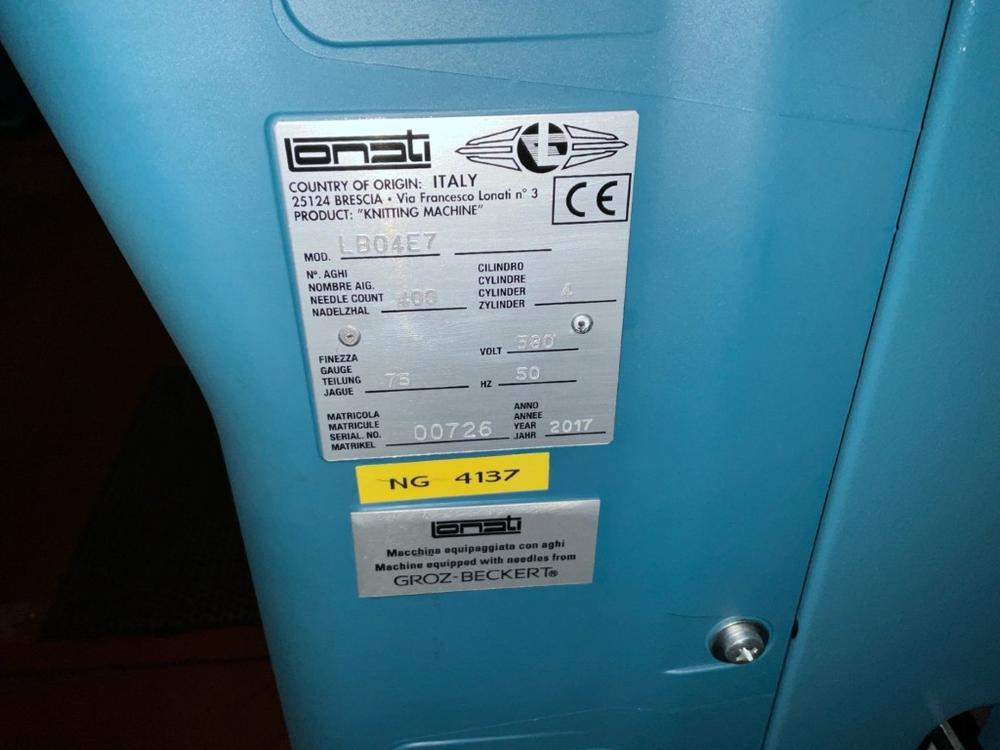 Lonati
COUNTRY OF ORIGIN: ITALY
25124 BRESCIA • Via Francesco Lonati n° 3
PRODUCT: "KNITTING MACHINE"
CE
MOD. LB04E7
N°. AGHI
NOMBRE AIG.
NEEDLE COUNT 400
NADELZHAL
CILINDRO
CYLINDRE
CYLINDER 4
ZYLINDER
FINEZZA
GAUGE
TEILUNG 75
JAGUE
VOLT 380
HZ 50
MATRICOLA
MATRICULE
SERIAL. NO. 00726
MATRIKEL
ANNO
ANNEE
YEAR 2017
JAHR
NG 4137
Lonati
Macchina equipaggiata con aghi
Machine equipped with needles from
GROZ-BECKERT®